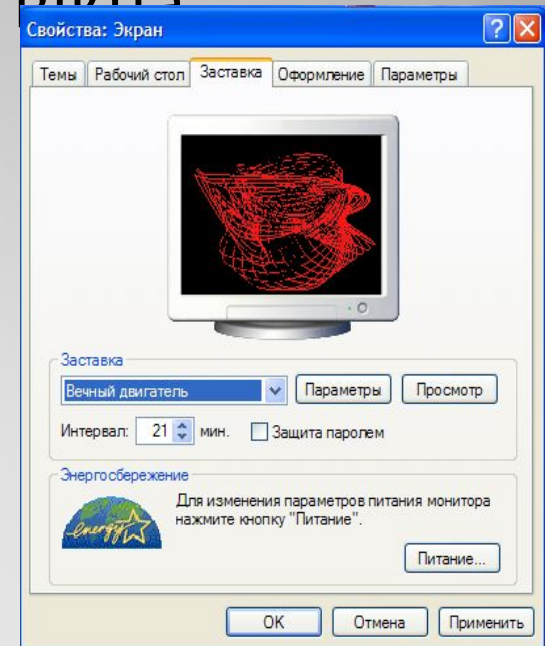 Свойства: Экран
Темы Рабочий стол Заставка Оформление Параметры
Заставка
Вечный двигатель Параметры Просмотр
Интервал: 21 мин. Защита паролем
Энергосбережение
energy
Для изменения параметров питания монитора
нажмите кнопку "Питание".
Питание...
OK Отмена Применить